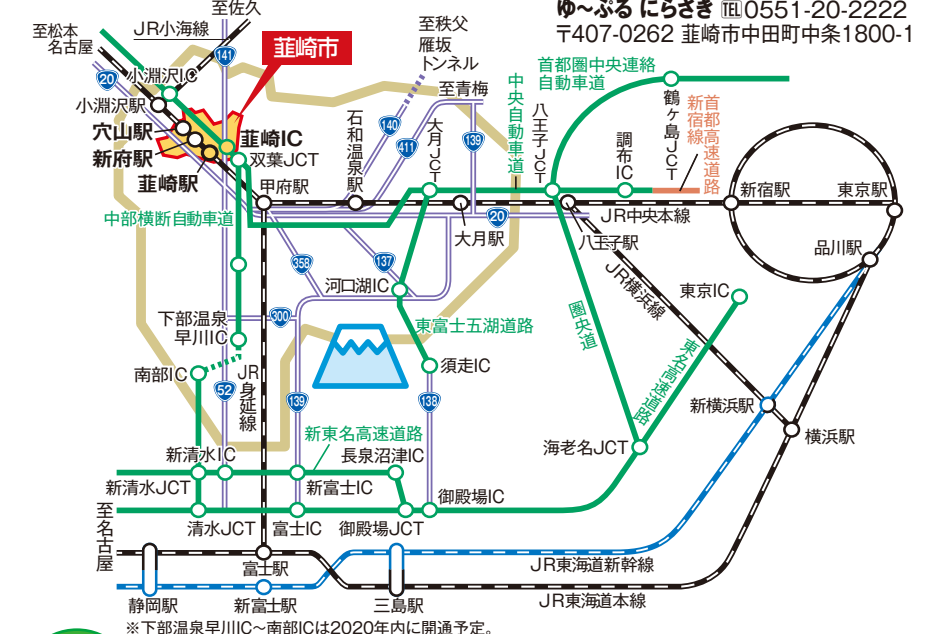 ゆ～ぷる にらさき TEL 0551-20-2222
〒407-0262 韮崎市中田町中条1800-1
至佐久
至松本
名古屋
JR小海線
至秩父
雁坂
トンネル
韮崎市
141
20
小淵沢IC
小淵沢駅
穴山駅
新府駅
韮崎駅
韮崎IC
双葉JCT
甲府駅
石和温泉駅
140
411
大月JCT
至青梅
139
中央自動車道
八王子JCT
首都圏中央連絡
自動車道
鶴ヶ島JCT
調布IC
首都高速道路
新宿線
新宿駅
東京駅
中部横断自動車道
大月駅
20
八王子駅
JR中央本線
品川駅
358
137
河口湖IC
JR横浜線
東京IC
下部温泉
早川IC
300
東富士五湖道路
圏央道
東名高速道路
南部IC
JR身延線
須走IC
52
139
138
新横浜駅
横浜駅
新東名高速道路
海老名JCT
新清水IC
長泉沼津IC
新清水JCT
新富士IC
御殿場IC
至名古屋
清水JCT
富士IC
御殿場JCT
富士駅
JR東海道新幹線
静岡駅
新富士駅
三島駅
JR東海道本線
※下部温泉早川IC～南部ICは2020年内に開通予定。